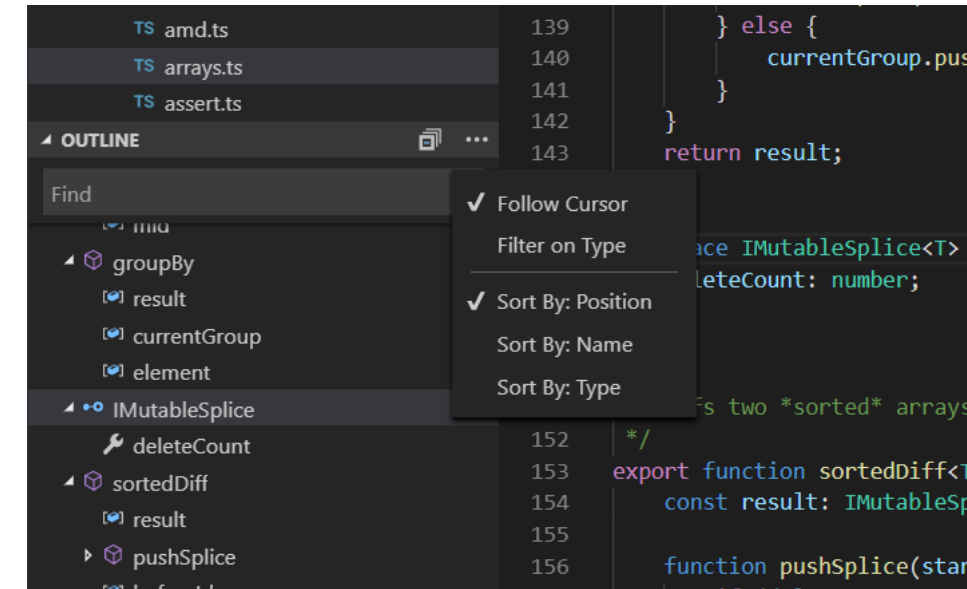 TS amd.ts
TS arrays.ts
TS assert.ts
OUTLINE
Find
mid
groupBy
result
currentGroup
element
IMutableSplice
deleteCount
sortedDiff
result
pushSplice
Follow Cursor
Filter on Type
Sort By: Position
Sort By: Name
Sort By: Type
139 } else {
140 currentGroup.pus
141 }
142 }
143 return result;
ace IMutableSplice<T>
leteCount: number;
fs two *sorted* arrays
152 */
153 export function sortedDiff<T
154 const result: IMutableSp
155
156 function pushSplice(star